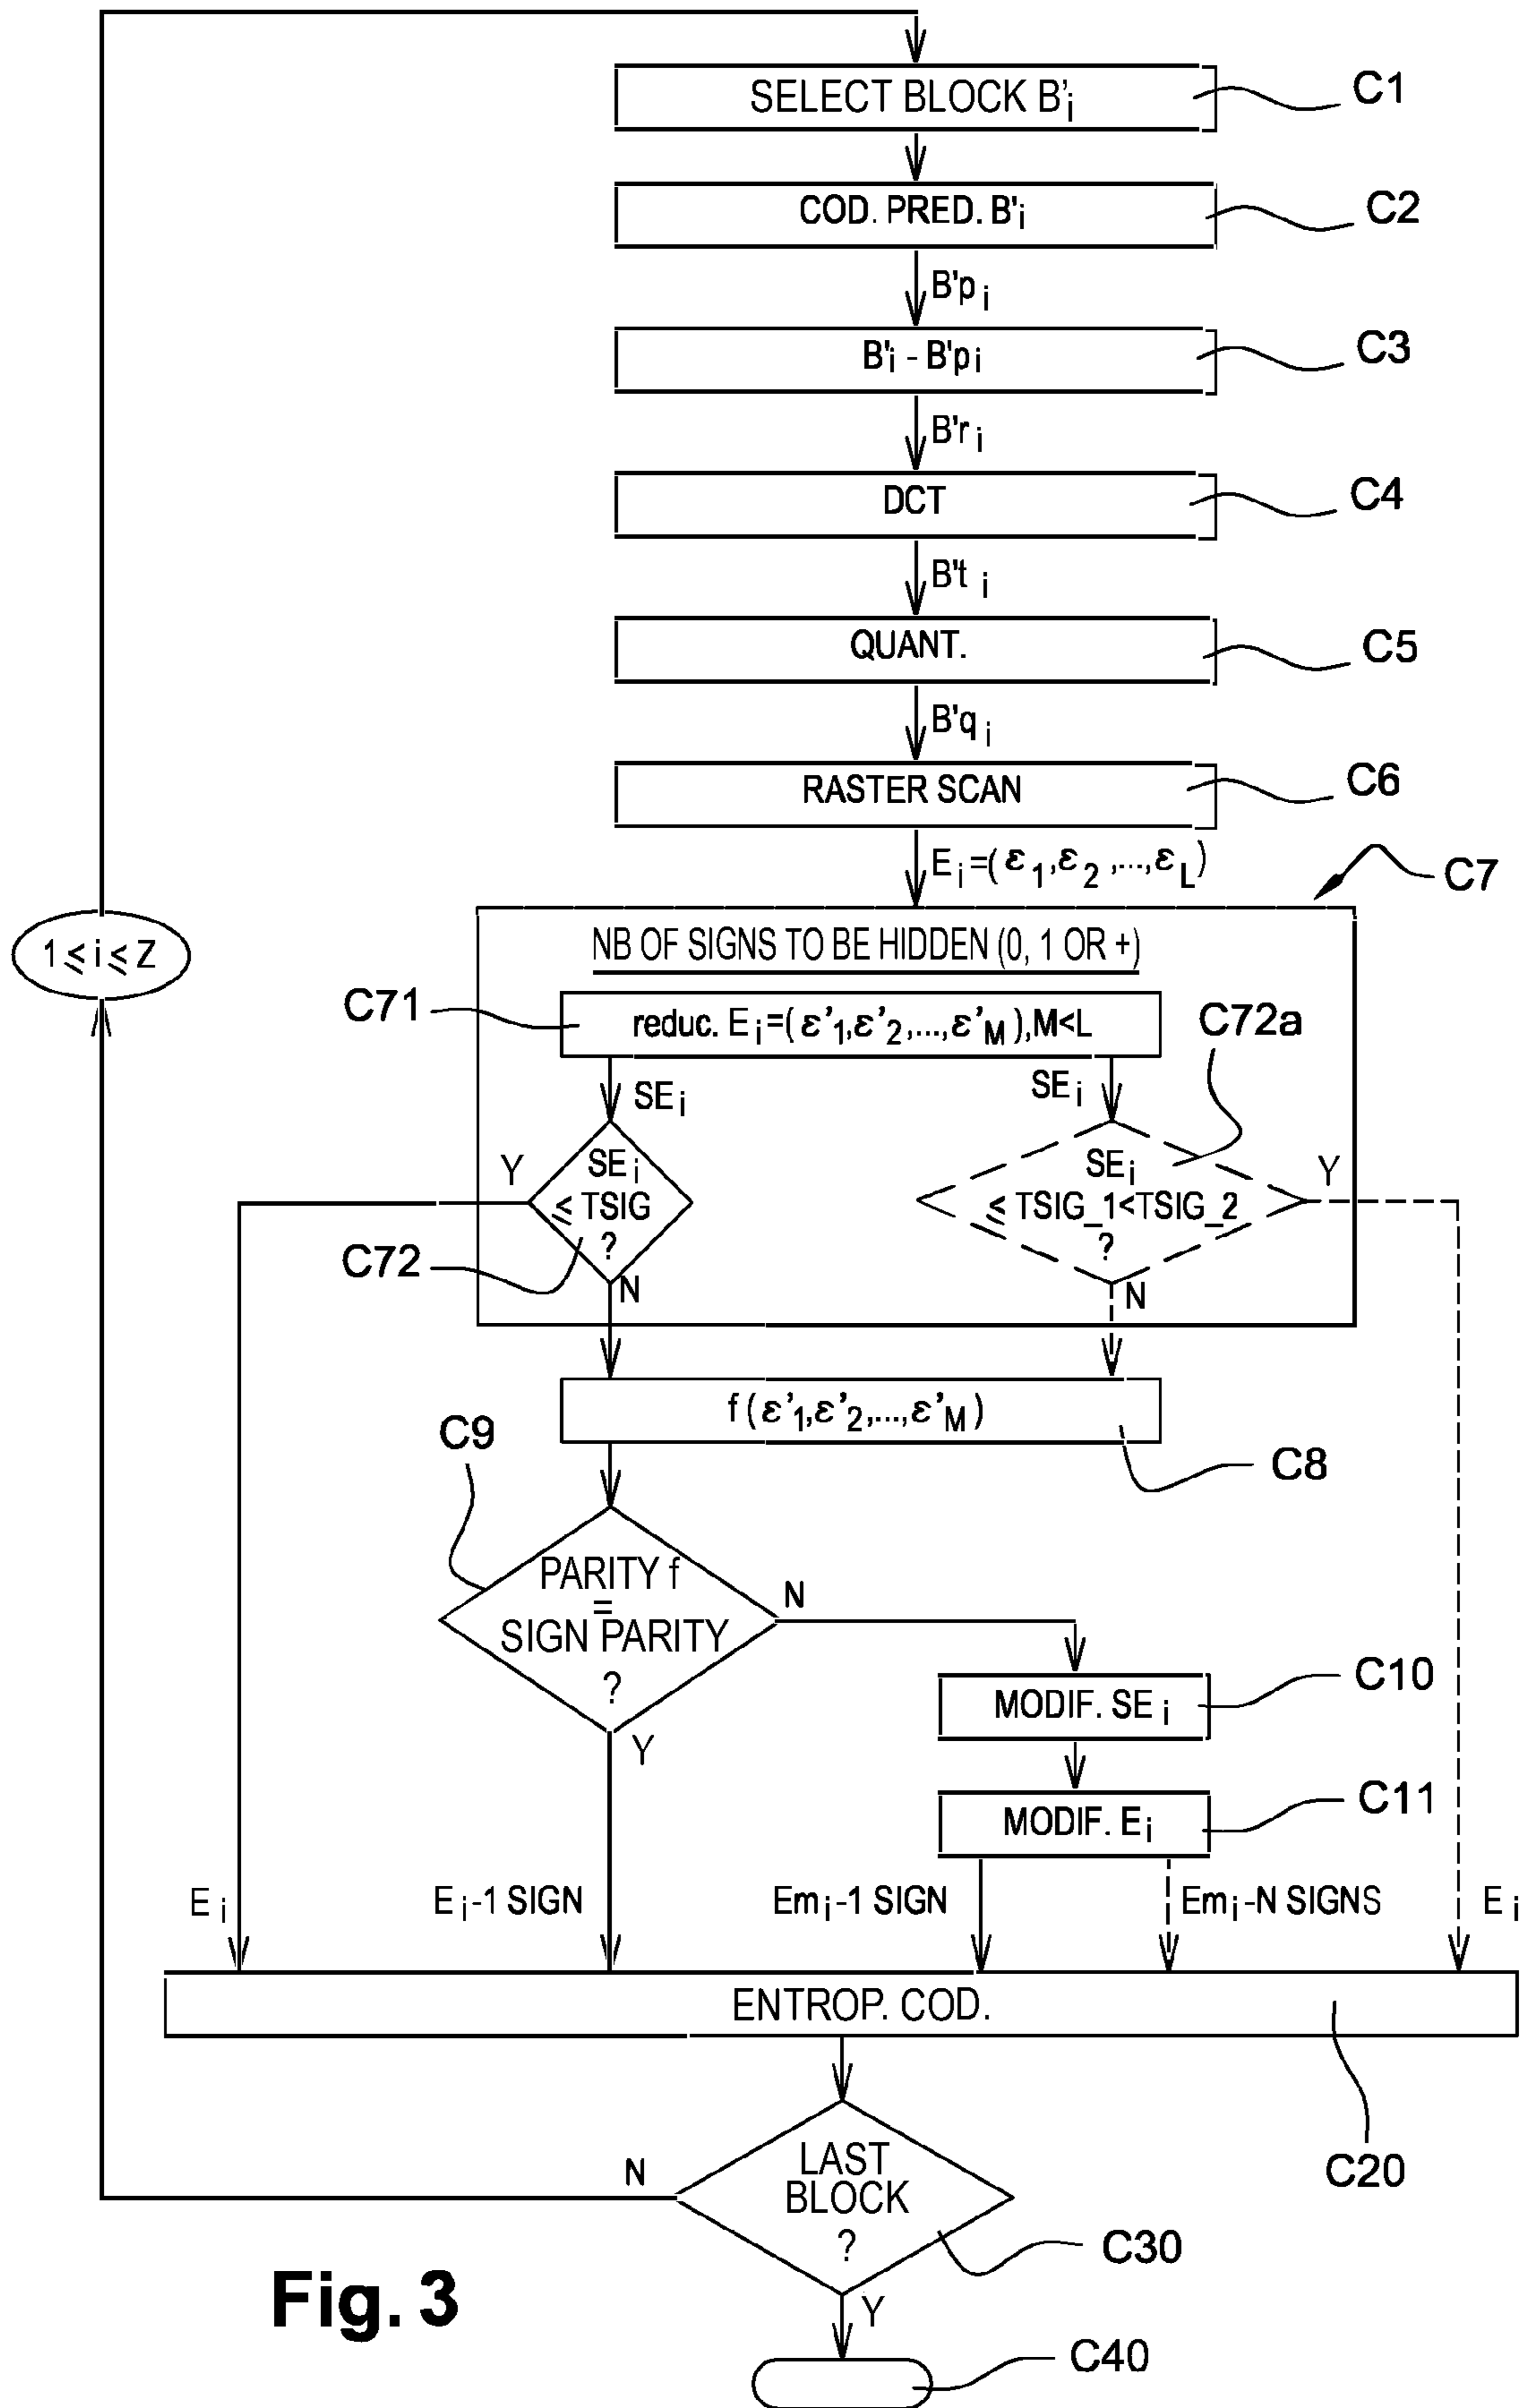 SELECT BLOCK B'i
C1
COD. PRED. B'i
C2
B'p i
B'i - B'p i
C3
B'r i
DCT
C4
B't i
QUANT.
C5
B'q i
RASTER SCAN
C6
E i =( ε 1 , ε 2 ,..., ε L )
C7
1 ≤ i ≤ Z
NB OF SIGNS TO BE HIDDEN (0, 1 OR +)
C71
reduc. E i =( ε' 1 , ε' 2 ,..., ε' M ), M<L
C72a
SE i
SE i
Y
SE i
≤ TSIG
?
C72
N
SE i
≤ TSIG_1<TSIG_2
?
Y
N
f ( ε' 1 , ε' 2 ,..., ε' M )
C8
C9
PARITY f
=
SIGN PARITY
?
N
Y
MODIF. SE i
C10
MODIF. E i
C11
E i
E i -1 SIGN
Em i -1 SIGN
Em i -N SIGNS
E i
ENTROP. COD.
C20
LAST
BLOCK
?
N
C30
Y
Fig. 3
C40